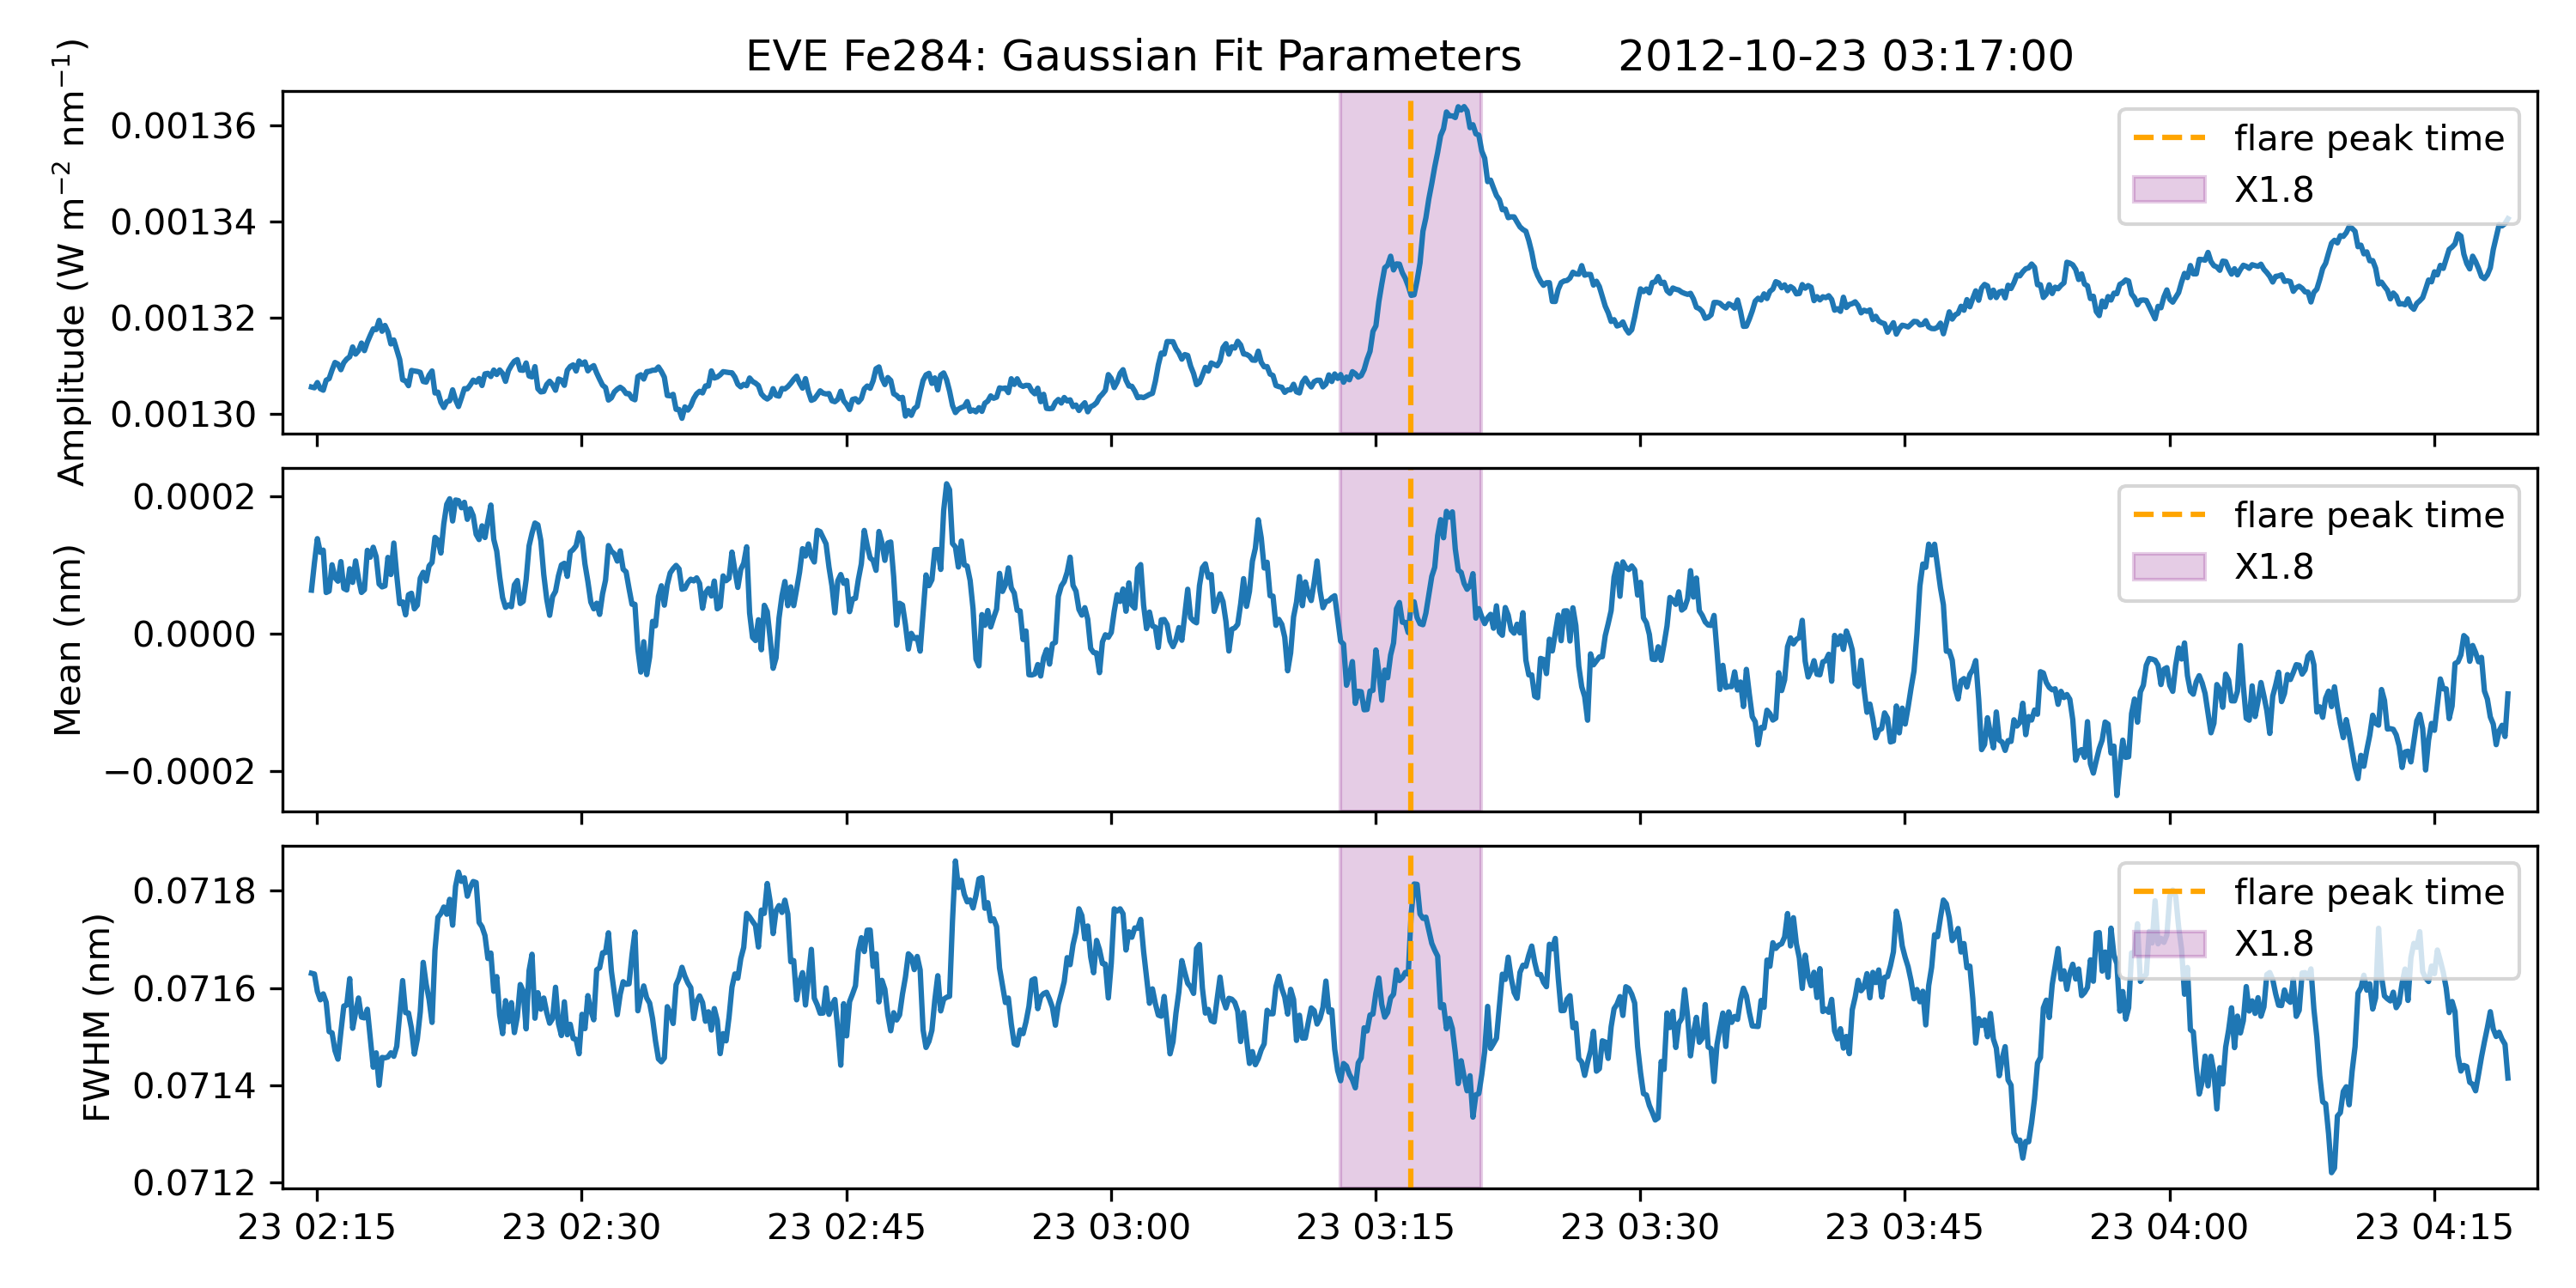 EVE Fe284: Gaussian Fit Parameters 2012-10-23 03:17:00
Amplitude (W m⁻² nm⁻¹)
0.00136
0.00134
0.00132
0.00130
flare peak time
X1.8
Mean (nm)
0.0002
0.0000
−0.0002
flare peak time
X1.8
FWHM (nm)
0.0718
0.0716
0.0714
0.0712
flare peak time
X1.8
23 02:15 23 02:30 23 02:45 23 03:00 23 03:15 23 03:30 23 03:45 23 04:00 23 04:15